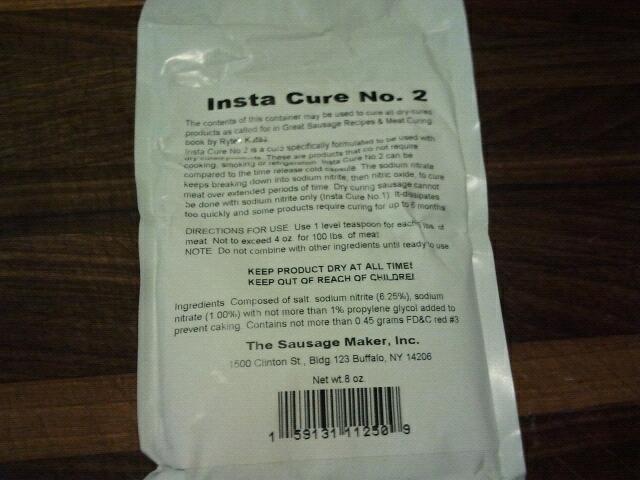 Insta Cure No. 2
The contents of this container may be used to cure all dry-cured
products as called for in Great Sausage Recipes & Meat Curing
book by Rytek Kutas
Insta Cure No 2 is a cure specifically formulated to be used with
dry cured products. These are products that do not require
cooking, smoking or refrigeration. Insta Cure No 2 can be
compared to the time release cold capsule. The sodium nitrate
keeps breaking down into sodium nitrite, then nitric oxide, to cure
meat over extended periods of time. Dry curing sausage cannot
be done with sodium nitrite only (Insta Cure No.1). It dissipates
too quickly and some products require curing for up to 6 months
DIRECTIONS FOR USE: Use 1 level teaspoon for each lbs. of
meat. Not to exceed 4 oz. for 100 lbs. of meat
NOTE: Do not combine with other ingredients until ready to use
KEEP PRODUCT DRY AT ALL TIMES
KEEP OUT OF REACH OF CHILDREN
Ingredients: Composed of salt, sodium nitrite (6.25%), sodium
nitrate (1.00%) with not more than 1% propylene glycol added to
prevent caking. Contains not more than 0.45 grams FD&C red #3
The Sausage Maker, Inc.
1500 Clinton St., Bldg 123 Buffalo, NY 14206
Net wt. 8 oz.
1 59131 11250 9